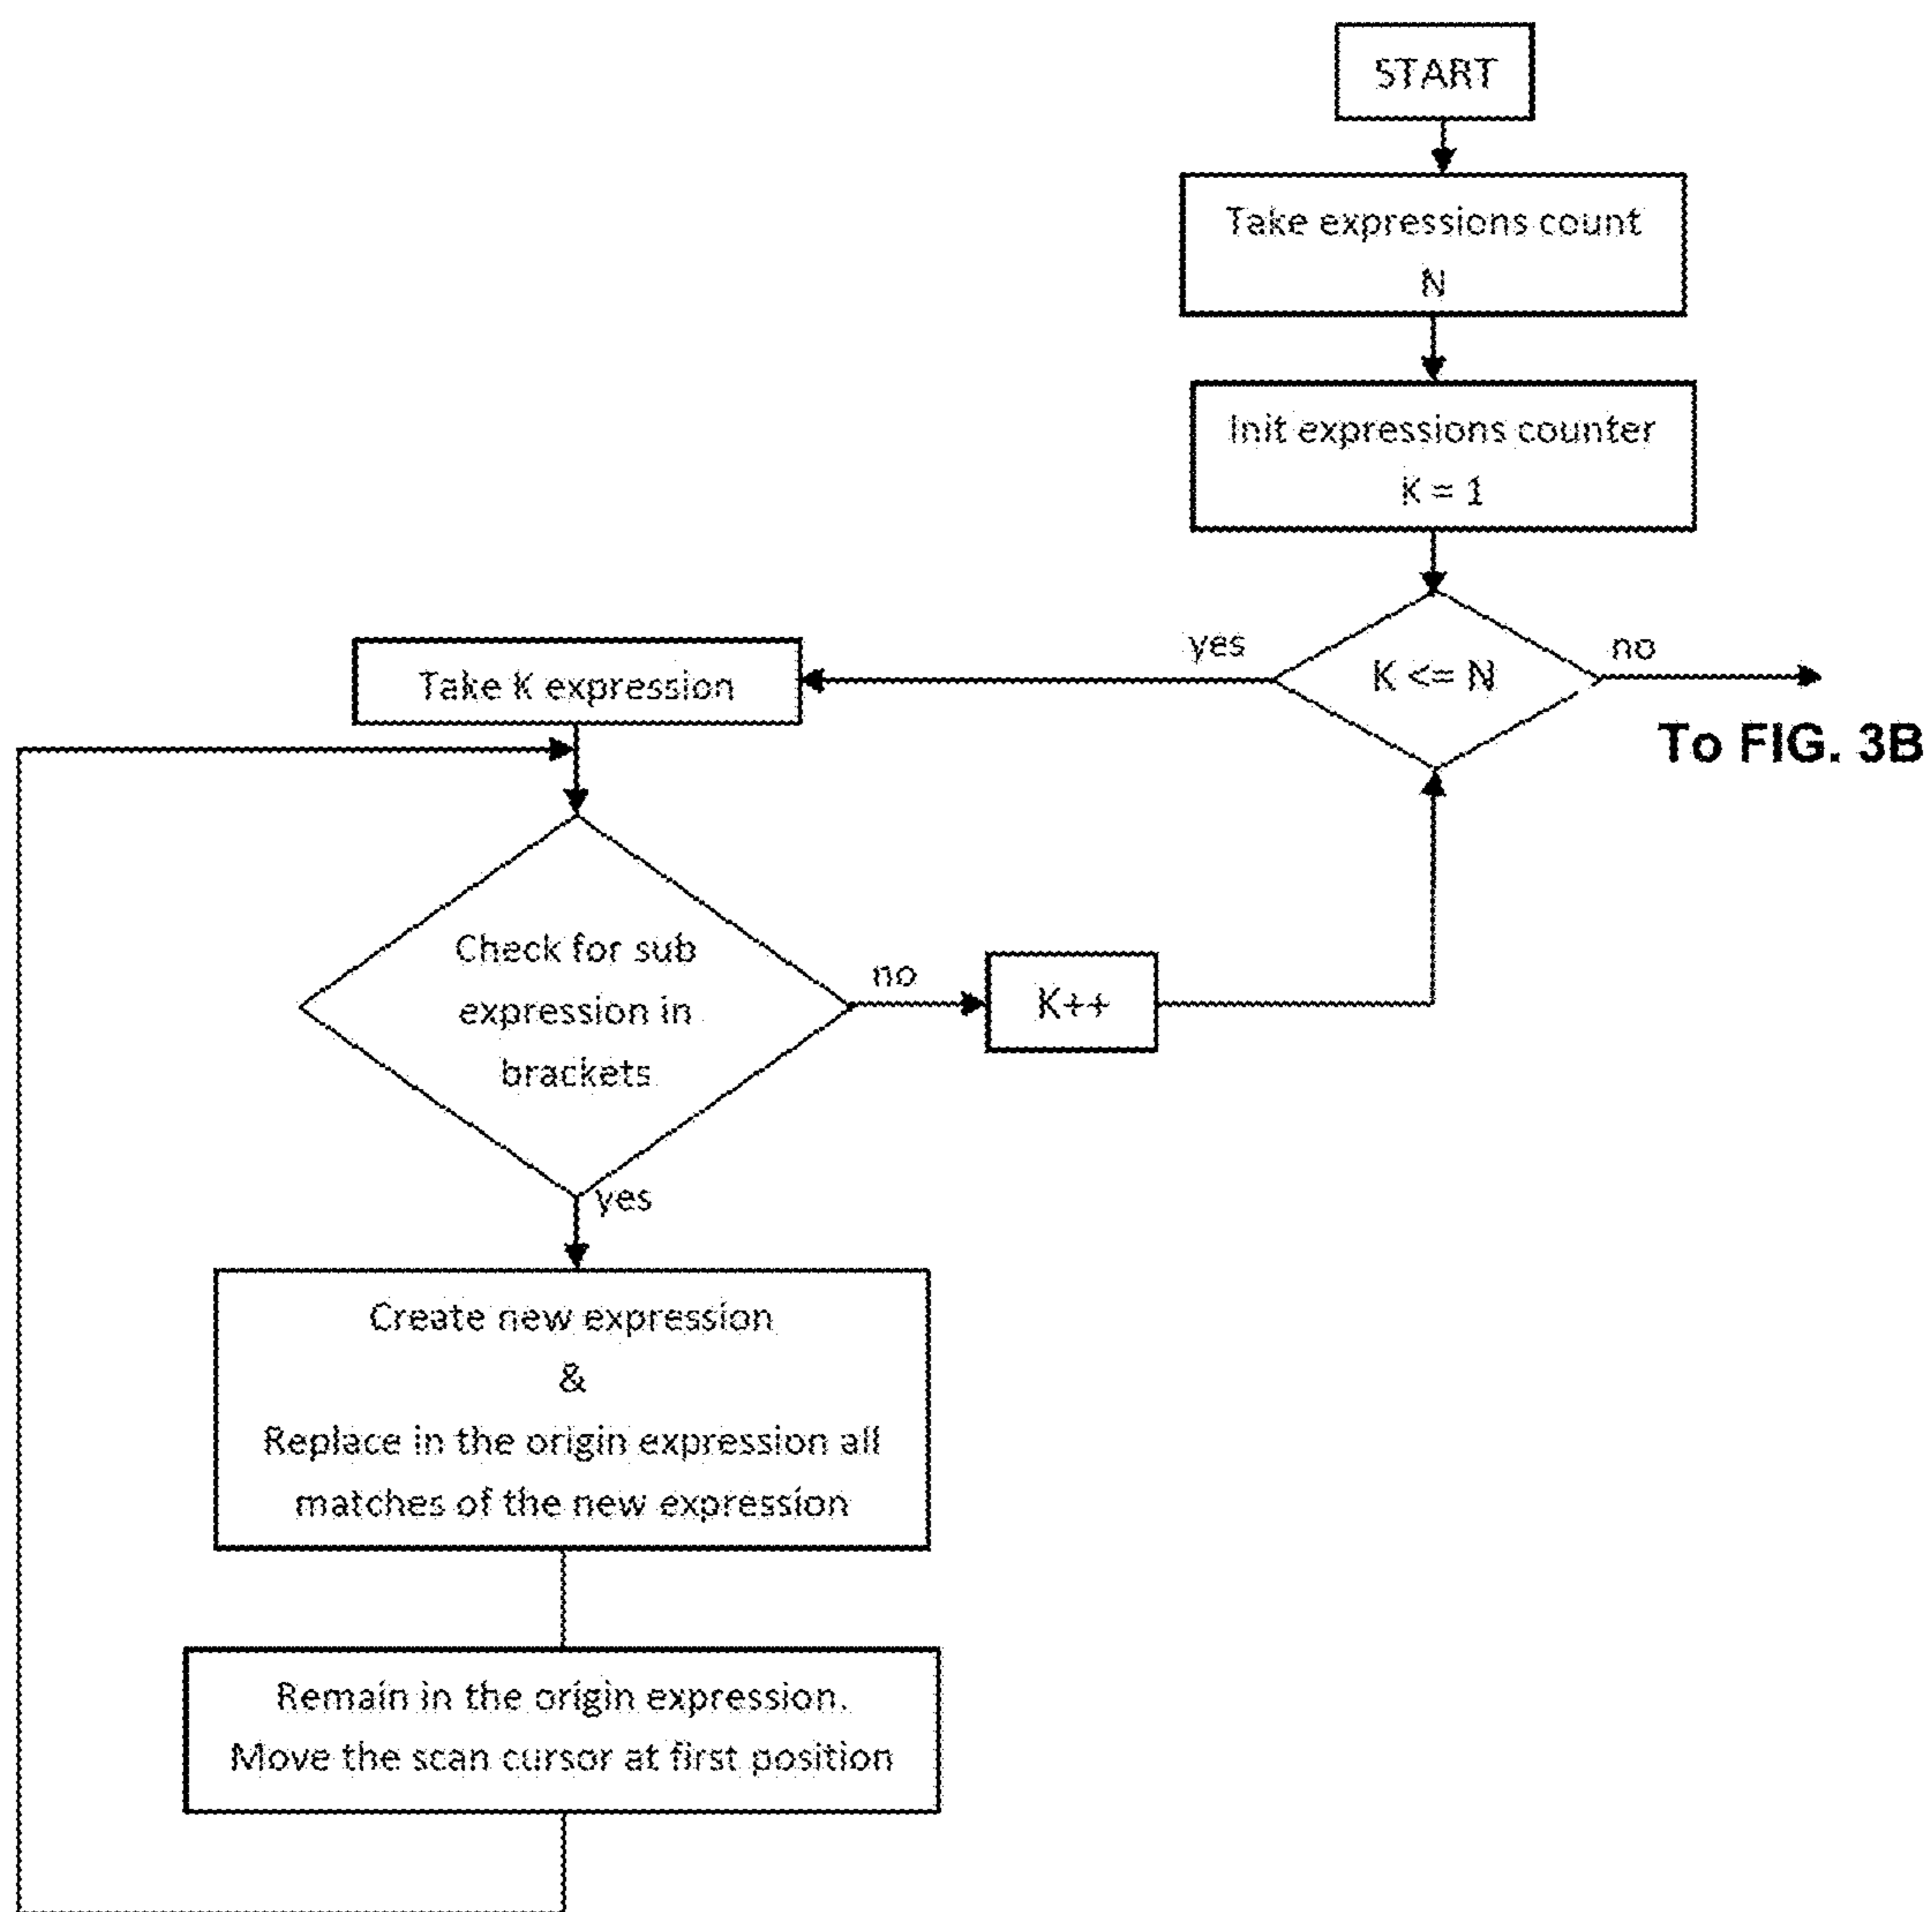 START
Take expressions count
N
Init expressions counter
K = 1
yes
K <= N
no
To FIG. 3B
Take K expression
Check for sub
expression in
brackets
no
K++
yes
Create new expression
&
Replace in the origin expression all
matches of the new expression
Remain in the origin expression.
Move the scan cursor at first position